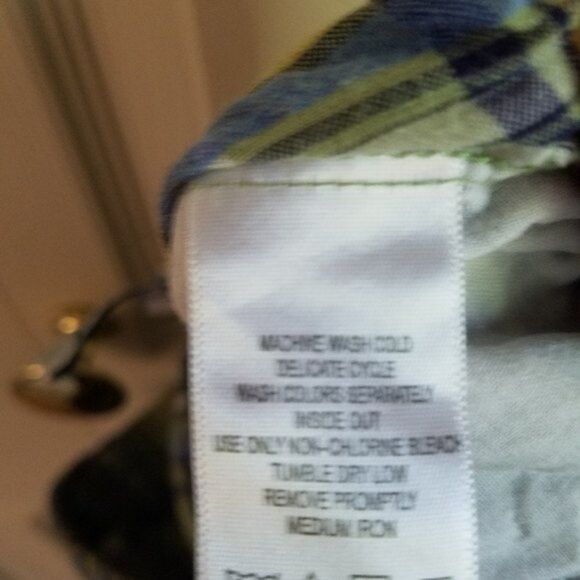 MACHINE WASH COLD
DELICATE CYCLE
WASH COLORS SEPARATELY
INSIDE OUT
USE ONLY NON-CHLORINE BLEACH
TUMBLE DRY LOW
REMOVE PROMPTLY
MEDIUM IRON